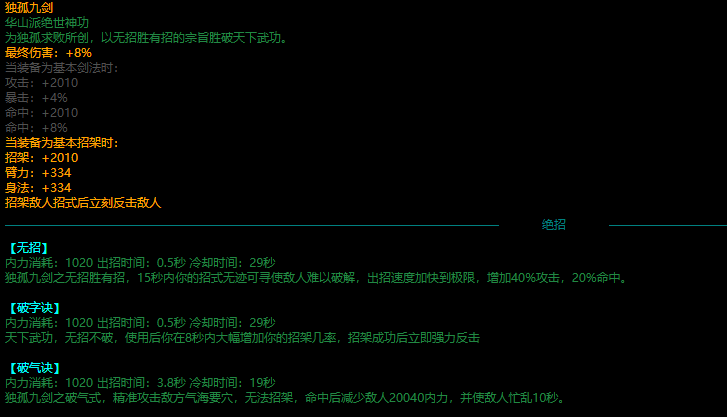 独孤九剑
华山派绝世神功
为独孤求败所创，以无招胜有招的宗旨胜破天下武功。
最终伤害：+8%
当装备为基本剑法时：
攻击：+2010
暴击：+4%
命中：+2010
命中：+8%
当装备为基本招架时：
招架：+2010
臂力：+334
身法：+334
招架敌人招式后立刻反击敌人
绝招
【无招】
内力消耗：1020 出招时间：0.5秒 冷却时间：29秒
独孤九剑之无招胜有招，15秒内你的招式无迹可寻使敌人难以破解，出招速度加快到极限，增加40%攻击，20%命中。
【破字诀】
内力消耗：1020 出招时间：0.5秒 冷却时间：29秒
天下武功，无招不破，使用后你在8秒内大幅增加你的招架几率，招架成功后立即强力反击
【破气诀】
内力消耗：1020 出招时间：3.8秒 冷却时间：19秒
独孤九剑之破气式，精准攻击敌方气海要穴，无法招架，命中后减少敌人20040内力，并使敌人忙乱10秒。